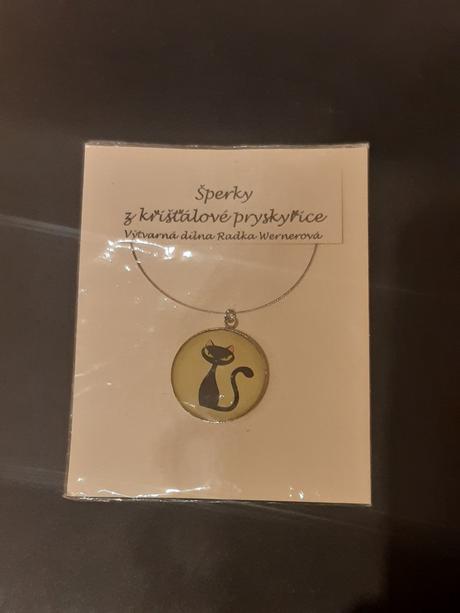 Šperky
z křišťálové pryskyřice
Výtvarná dílna Radka Wernerová